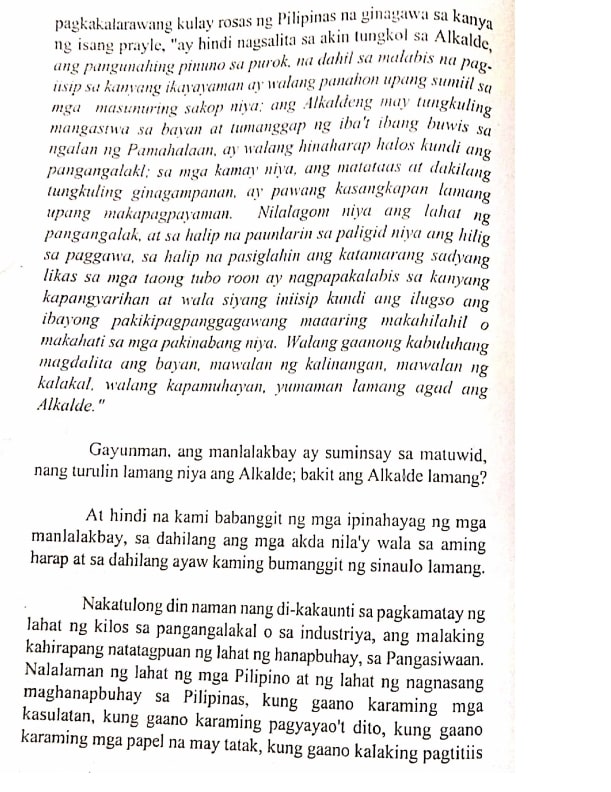 pagkakalarawang kulay rosas ng Pilipinas na ginagawa sa kanya
ng isang prayle, "ay hindi nagsalita sa akin tungkol sa Alkalde,
ang pangunahing pinuno sa purok, na dahil sa malabis na pag-
iisip sa kanyang ikayayaman ay walang panahon upang sumiil sa
mga masunuring sakop niya; ang Alkaldeng may tungkuling
mangasiwa sa bayan at tumanggap ng iba't ibang buwis sa
ngalan ng Pamahalaan, ay walang hinaharap halos kundi ang
pangangalakl; sa mga kamay niya, ang matataas at dakilang
tungkuling ginagampanan, ay pawang kasangkapan lamang
upang makapagpayaman. Nilalagom niya ang lahat ng
pangangalak, at sa halip na paunlarin sa paligid niya ang hilig
sa paggawa, sa halip na pasiglahin ang katamarang sadyang
likas sa mga taong tubo roon ay nagpapakalabis sa kanyang
kapangyarihan at wala siyang iniisip kundi ang ilugso ang
ibayong pakikipagpanggagawang maaaring makahilahil o
makahati sa mga pakinabang niya. Walang gaanong kabuluhang
magdalita ang bayan, mawalan ng kalinangan, mawalan ng
kalakal, walang kapamuhayan, yumaman lamang agad ang
Alkalde."
Gayunman, ang manlalakbay ay suminsay sa matuwid,
nang turulin lamang niya ang Alkalde; bakit ang Alkalde lamang?
At hindi na kami babanggit ng mga ipinahayag ng mga
manlalakbay, sa dahilang ang mga akda nila'y wala sa aming
harap at sa dahilang ayaw kaming bumanggit ng sinaulo lamang.
Nakatulong din naman nang di-kakaunti sa pagkamatay ng
lahat ng kilos sa pangangalakal o sa industriya, ang malaking
kahirapang natatagpuan ng lahat ng hanapbuhay, sa Pangasiwaan.
Nalalaman ng lahat ng mga Pilipino at ng lahat ng nagnasang
maghanapbuhay sa Pilipinas, kung gaano karaming mga
kasulatan, kung gaano karaming pagyayao't dito, kung gaano
karaming mga papel na may tatak, kung gaano kalaking pagtitiis